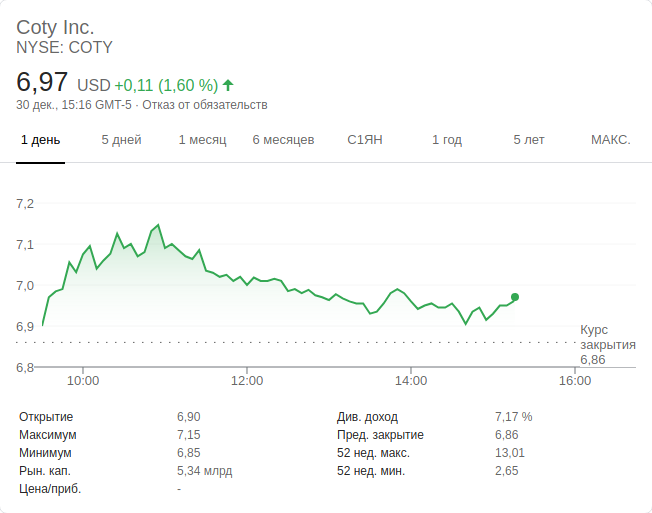 Coty Inc.
NYSE: COTY
6,97 USD +0,11 (1,60 %)
30 дек., 15:16 GMT-5 · Отказ от обязательств
1 день 5 дней 1 месяц 6 месяцев С1ЯН 1 год 5 лет МАКС.
7,2
7,1
7,0
6,9
6,8
Курс
закрытия
6,86
10:00 12:00 14:00 16:00
Открытие 6,90 Див. доход 7,17 %
Максимум 7,15 Пред. закрытие 6,86
Минимум 6,85 52 нед. макс. 13,01
Рын. кап. 5,34 млрд 52 нед. мин. 2,65
Цена/приб. -